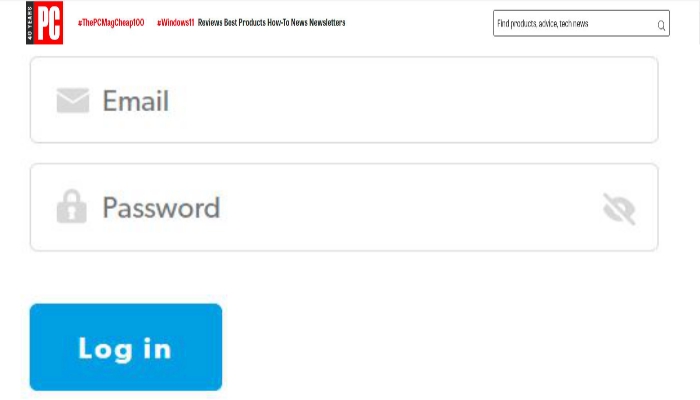 40 YEARS
PC
#ThePCMagCheap100 #Windows11 Reviews Best Products How-To News Newsletters
Find products, advice, tech news
Email
Password
Log in